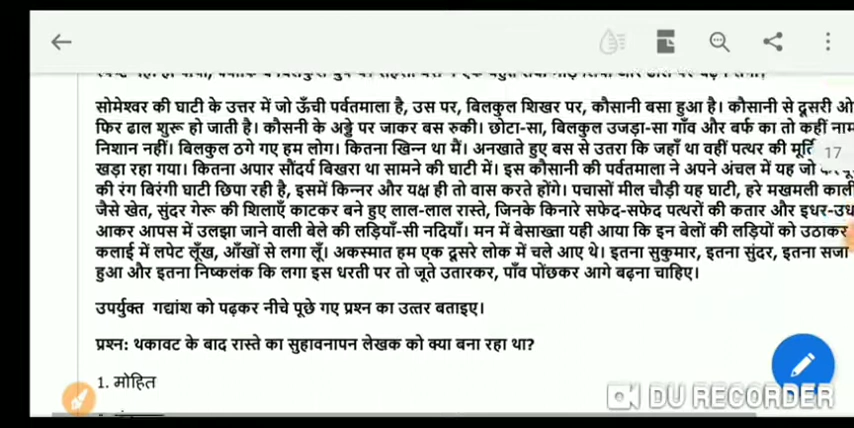 सोमेश्वर की घाटी के उत्तर में जो ऊँची पर्वतमाला है, उस पर, बिलकुल शिखर पर, कौसानी बसा हुआ है। कौसानी से दूसरी ओ
फिर ढाल शुरू हो जाती है। कौसनी के अड्डे पर जाकर बस रुकी। छोटा-सा, बिलकुल उजड़ा-सा गाँव और बर्फ का तो कहीं नाम
निशान नहीं। बिलकुल ठगे गए हम लोग। कितना खिन्न था मैं। अनखाते हुए बस से उतरा कि जहाँ था वहीं पत्थर की मूर्ति
17
खड़ा रहा गया। कितना अपार सौंदर्य बिखरा था सामने की घाटी में। इस कौसानी की पर्वतमाला ने अपने अंचल में यह जो
की रंग बिरंगी घाटी छिपा रही है, इसमें किन्नर और यक्ष ही तो वास करते होंगे। पचासों मील चौड़ी यह घाटी, हरे मखमली काली
जैसे खेत, सुंदर गेरू की शिलाएँ काटकर बने हुए लाल-लाल रास्ते, जिनके किनारे सफेद-सफेद पत्थरों की कतार और इधर-उध
आकर आपस में उलझा जाने वाली बेले की लड़ियाँ-सी नदियाँ। मन में बेसाख्ता यही आया कि इन बेलों की लड़ियों को उठाकर
कलाई में लपेट लूँख, आँखों से लगा लूँ। अकस्मात हम एक दूसरे लोक में चले आए थे। इतना सुकुमार, इतना सुंदर, इतना सजा
हुआ और इतना निष्कलंक कि लगा इस धरती पर तो जूते उतारकर, पाँव पोंछकर आगे बढ़ना चाहिए।
उपर्युक्त गद्यांश को पढ़कर नीचे पूछे गए प्रश्न का उत्तर बताइए।
प्रश्न: थकावट के बाद रास्ते का सुहावनापन लेखक को क्या बना रहा था?
1. मोहित
DU RECORDER